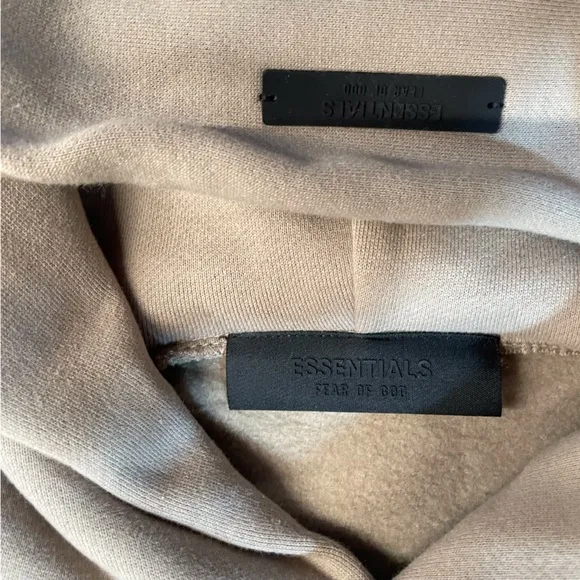 ESSENTIALS
FEAR OF GOD
ESSENTIALS
FEAR OF GOD